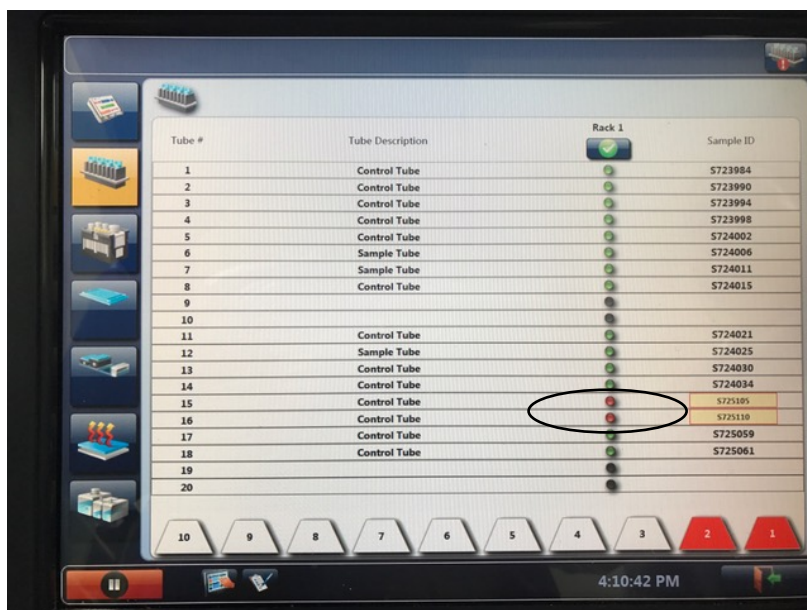 Rack 1
Tube # Tube Description Sample ID
1 Control Tube S723984
2 Control Tube S723990
3 Control Tube S723994
4 Control Tube S723998
5 Control Tube S724002
6 Sample Tube S724006
7 Sample Tube S724011
8 Control Tube S724015
9
10
11 Control Tube S724021
12 Sample Tube S724025
13 Control Tube S724030
14 Control Tube S724034
15 Control Tube S725105
16 Control Tube S725110
17 Control Tube S725059
18 Control Tube S725061
19
20
10 9 8 7 6 5 4 3 2 1
4:10:42 PM